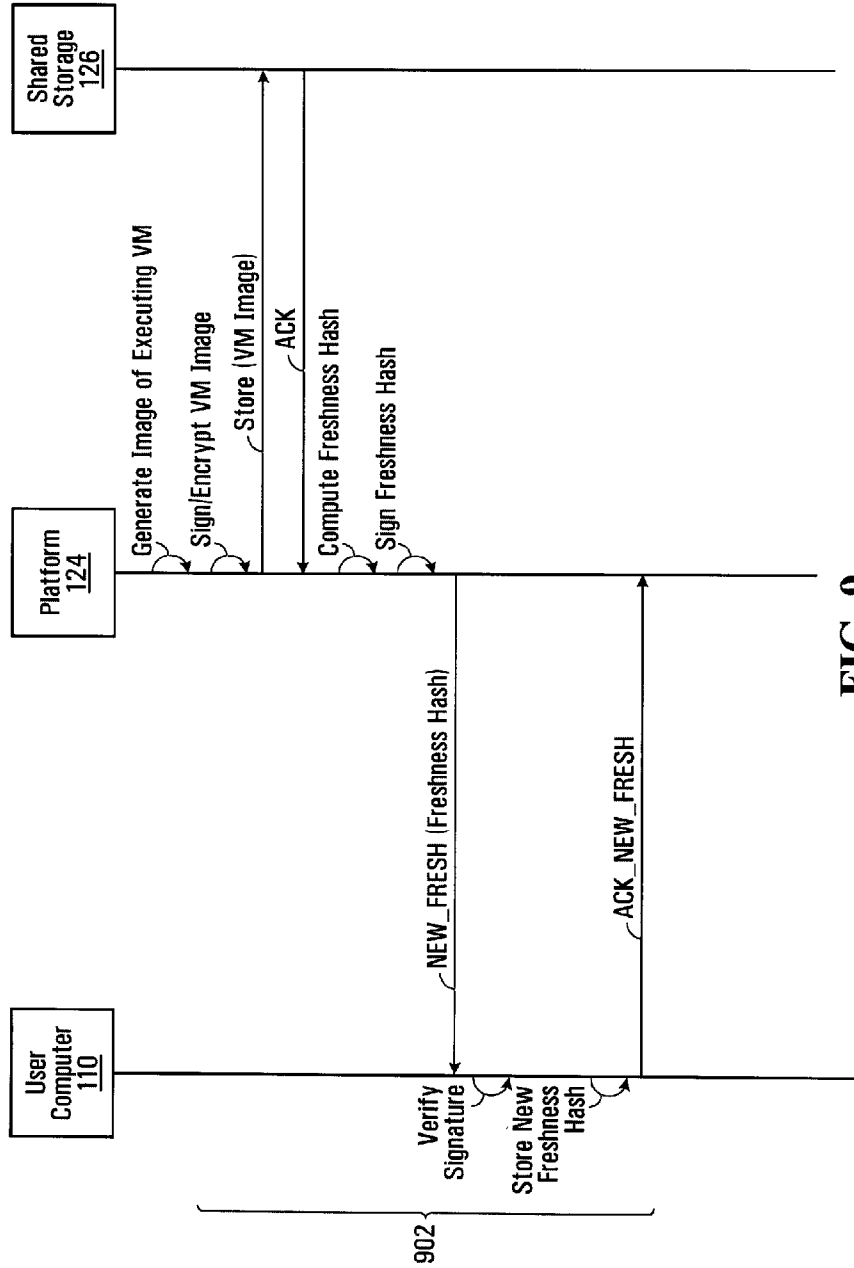 User
Computer
110
Platform
124
Shared
Storage
126
Generate Image of Executing VM
Sign/Encrypt VM Image
Store (VM Image)
ACK
Compute Freshness Hash
Sign Freshness Hash
NEW_FRESH (Freshness Hash)
Verify
Signature
Store New
Freshness
Hash
ACK_NEW_FRESH
902
FIG. 9